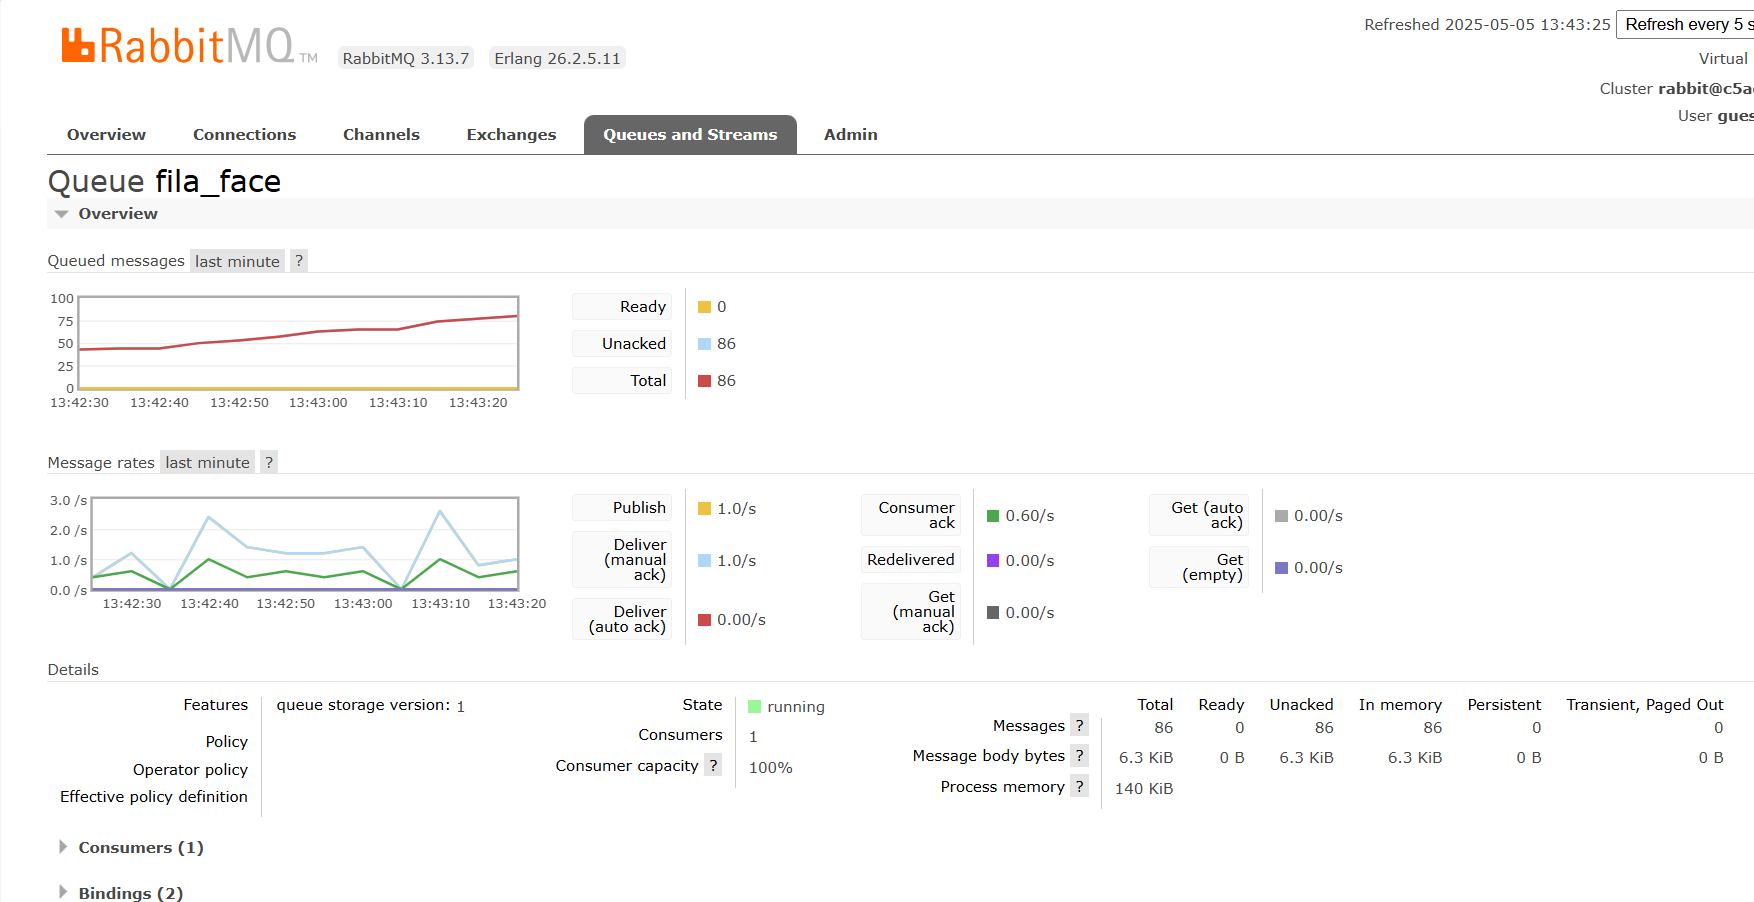 RabbitMQ TM RabbitMQ 3.13.7 Erlang 26.2.5.11
Refreshed 2025-05-05 13:43:25 Refresh every 5 s
Virtual
Cluster rabbit@c5a
User gues
Overview Connections Channels Exchanges Queues and Streams Admin
Queue fila_face
Overview
Queued messages last minute ?
100
75
50
25
0
13:42:30 13:42:40 13:42:50 13:43:00 13:43:10 13:43:20
Ready 0
Unacked 86
Total 86
Message rates last minute ?
3.0 /s
2.0 /s
1.0 /s
0.0 /s
13:42:30 13:42:40 13:42:50 13:43:00 13:43:10 13:43:20
Publish 1.0/s
Deliver
(manual 1.0/s
ack)
Deliver
(auto ack) 0.00/s
Consumer
ack 0.60/s
Redelivered 0.00/s
Get
(manual 0.00/s
ack)
Get (auto
ack) 0.00/s
Get
(empty) 0.00/s
Details
Features queue storage version: 1
Policy
Operator policy
Effective policy definition
State running
Consumers 1
Consumer capacity ? 100%
Total Ready Unacked In memory Persistent Transient, Paged Out
Messages ? 86 0 86 86 0 0
Message body bytes ? 6.3 KiB 0 B 6.3 KiB 6.3 KiB 0 B 0 B
Process memory ? 140 KiB
Consumers (1)
Bindings (2)